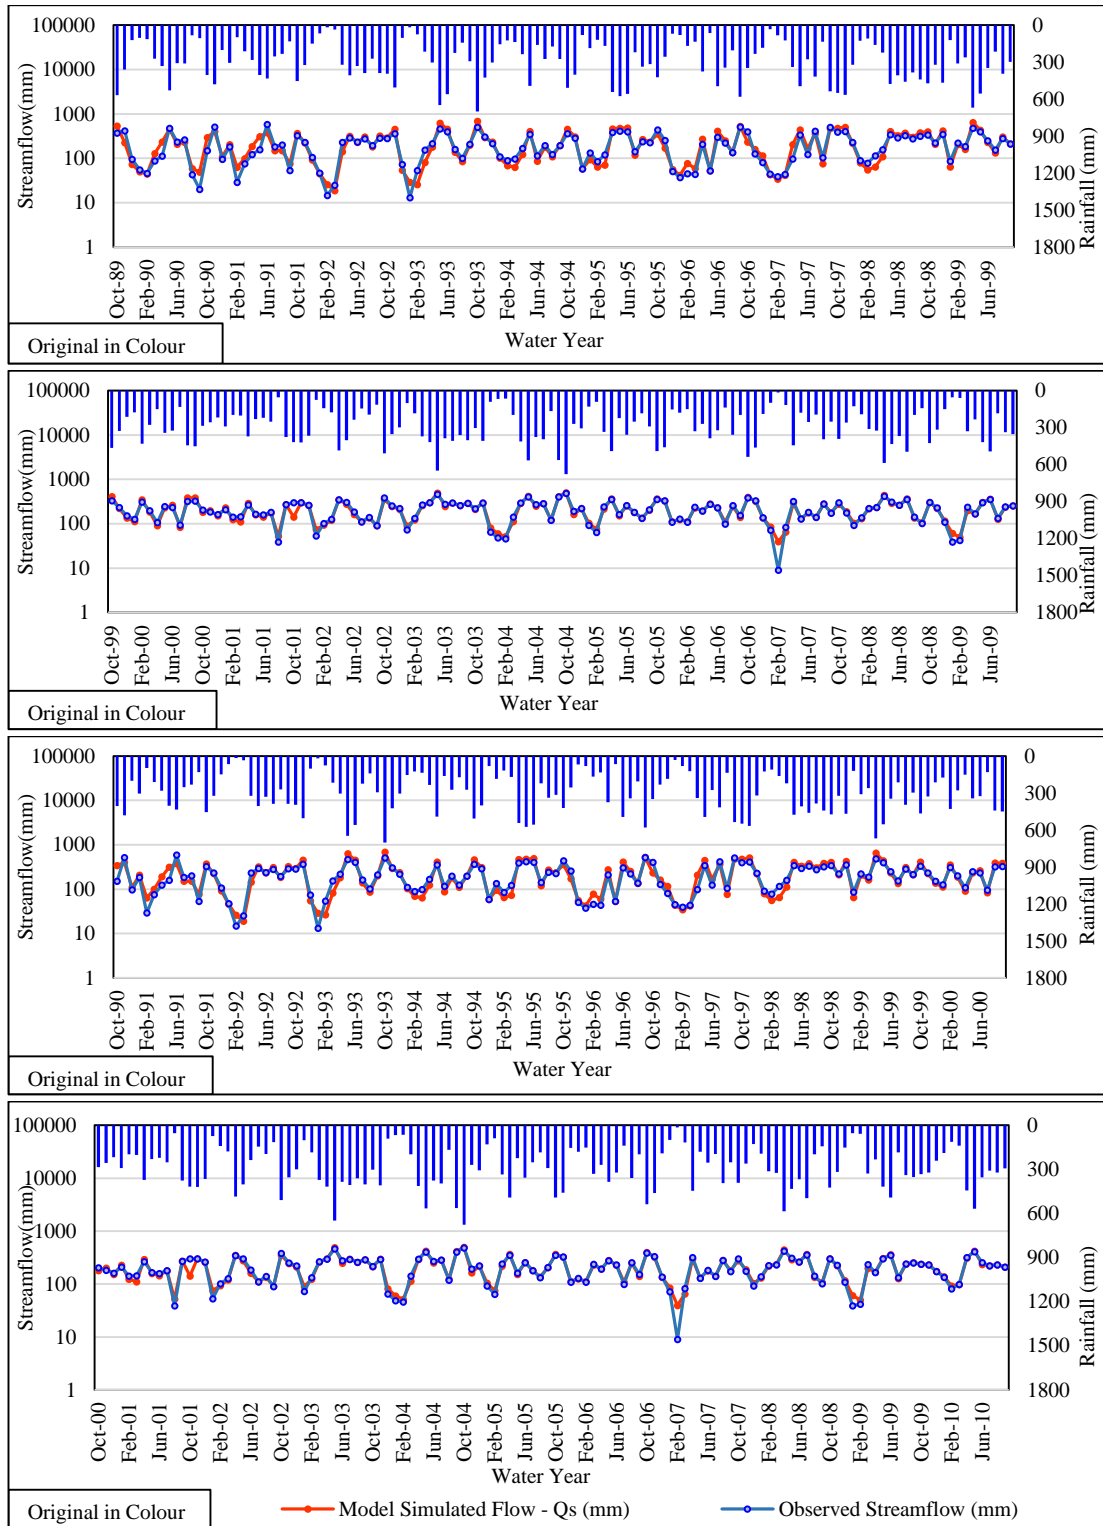 100000
10000
1000
100
10
1
Streamflow(mm)
0
300
600
900
1200
1500
1800
Rainfall (mm)
Oct-89
Feb-90
Jun-90
Oct-90
Feb-91
Jun-91
Oct-91
Feb-92
Jun-92
Oct-92
Feb-93
Jun-93
Oct-93
Feb-94
Jun-94
Oct-94
Feb-95
Jun-95
Oct-95
Feb-96
Jun-96
Oct-96
Feb-97
Jun-97
Oct-97
Feb-98
Jun-98
Oct-98
Feb-99
Jun-99
Water Year
Original in Colour
100000
10000
1000
100
10
1
Streamflow(mm)
0
300
600
900
1200
1500
1800
Rainfall (mm)
Oct-99
Feb-00
Jun-00
Oct-00
Feb-01
Jun-01
Oct-01
Feb-02
Jun-02
Oct-02
Feb-03
Jun-03
Oct-03
Feb-04
Jun-04
Oct-04
Feb-05
Jun-05
Oct-05
Feb-06
Jun-06
Oct-06
Feb-07
Jun-07
Oct-07
Feb-08
Jun-08
Oct-08
Feb-09
Jun-09
Water Year
Original in Colour
100000
10000
1000
100
10
1
Streamflow(mm)
0
300
600
900
1200
1500
1800
Rainfall (mm)
Oct-90
Feb-91
Jun-91
Oct-91
Feb-92
Jun-92
Oct-92
Feb-93
Jun-93
Oct-93
Feb-94
Jun-94
Oct-94
Feb-95
Jun-95
Oct-95
Feb-96
Jun-96
Oct-96
Feb-97
Jun-97
Oct-97
Feb-98
Jun-98
Oct-98
Feb-99
Jun-99
Oct-99
Feb-00
Jun-00
Water Year
Original in Colour
100000
10000
1000
100
10
1
Streamflow(mm)
0
300
600
900
1200
1500
1800
Rainfall (mm)
Oct-00
Feb-01
Jun-01
Oct-01
Feb-02
Jun-02
Oct-02
Feb-03
Jun-03
Oct-03
Feb-04
Jun-04
Oct-04
Feb-05
Jun-05
Oct-05
Feb-06
Jun-06
Oct-06
Feb-07
Jun-07
Oct-07
Feb-08
Jun-08
Oct-08
Feb-09
Jun-09
Oct-09
Feb-10
Jun-10
Water Year
Original in Colour
Model Simulated Flow - Qs (mm)
Observed Streamflow (mm)